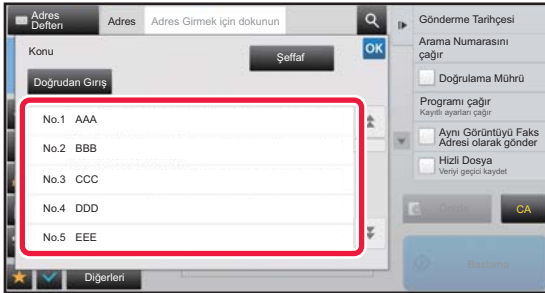 Adres
Defteri
Adres
Adres Girmek için dokunun
Konu
Şeffaf
OK
Doğrudan Giriş
No.1 AAA
No.2 BBB
No.3 CCC
No.4 DDD
No.5 EEE
Diğerleri
Gönderme Tarihçesi
Arama Numarasını
çağır
Doğrulama Mührü
Programı çağır
Kayıtlı ayarları çağır
Aynı Görüntüyü Faks
Adresi olarak gönder
Hizli Dosya
Veriyi geçici kaydet
Önizle
CA